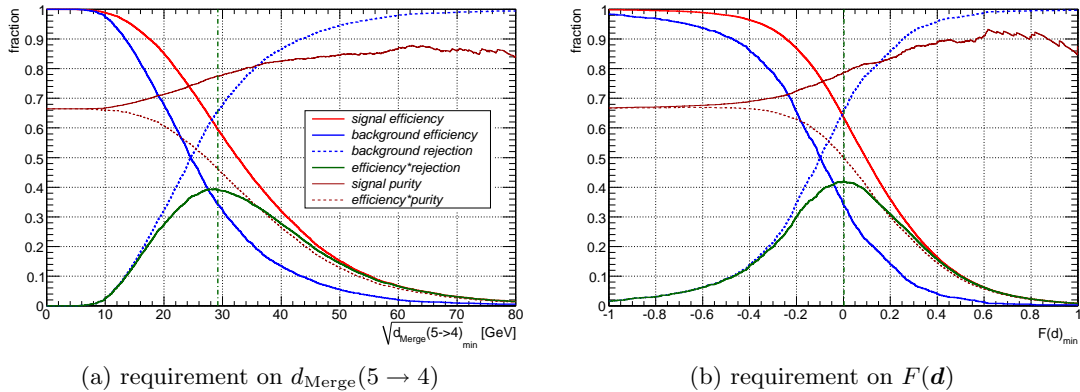 fraction
1
0.9
0.8
0.7
0.6
0.5
0.4
0.3
0.2
0.1
0
signal efficiency
background efficiency
background rejection
efficiency*rejection
signal purity
efficiency*purity
0 10 20 30 40 50 60 70 80
√d_Merge(5->4)_min [GeV]
(a) requirement on d_Merge(5 → 4)
fraction
1
0.9
0.8
0.7
0.6
0.5
0.4
0.3
0.2
0.1
0
-1 -0.8 -0.6 -0.4 -0.2 0 0.2 0.4 0.6 0.8 1
F(d)_min
(b) requirement on F(d)